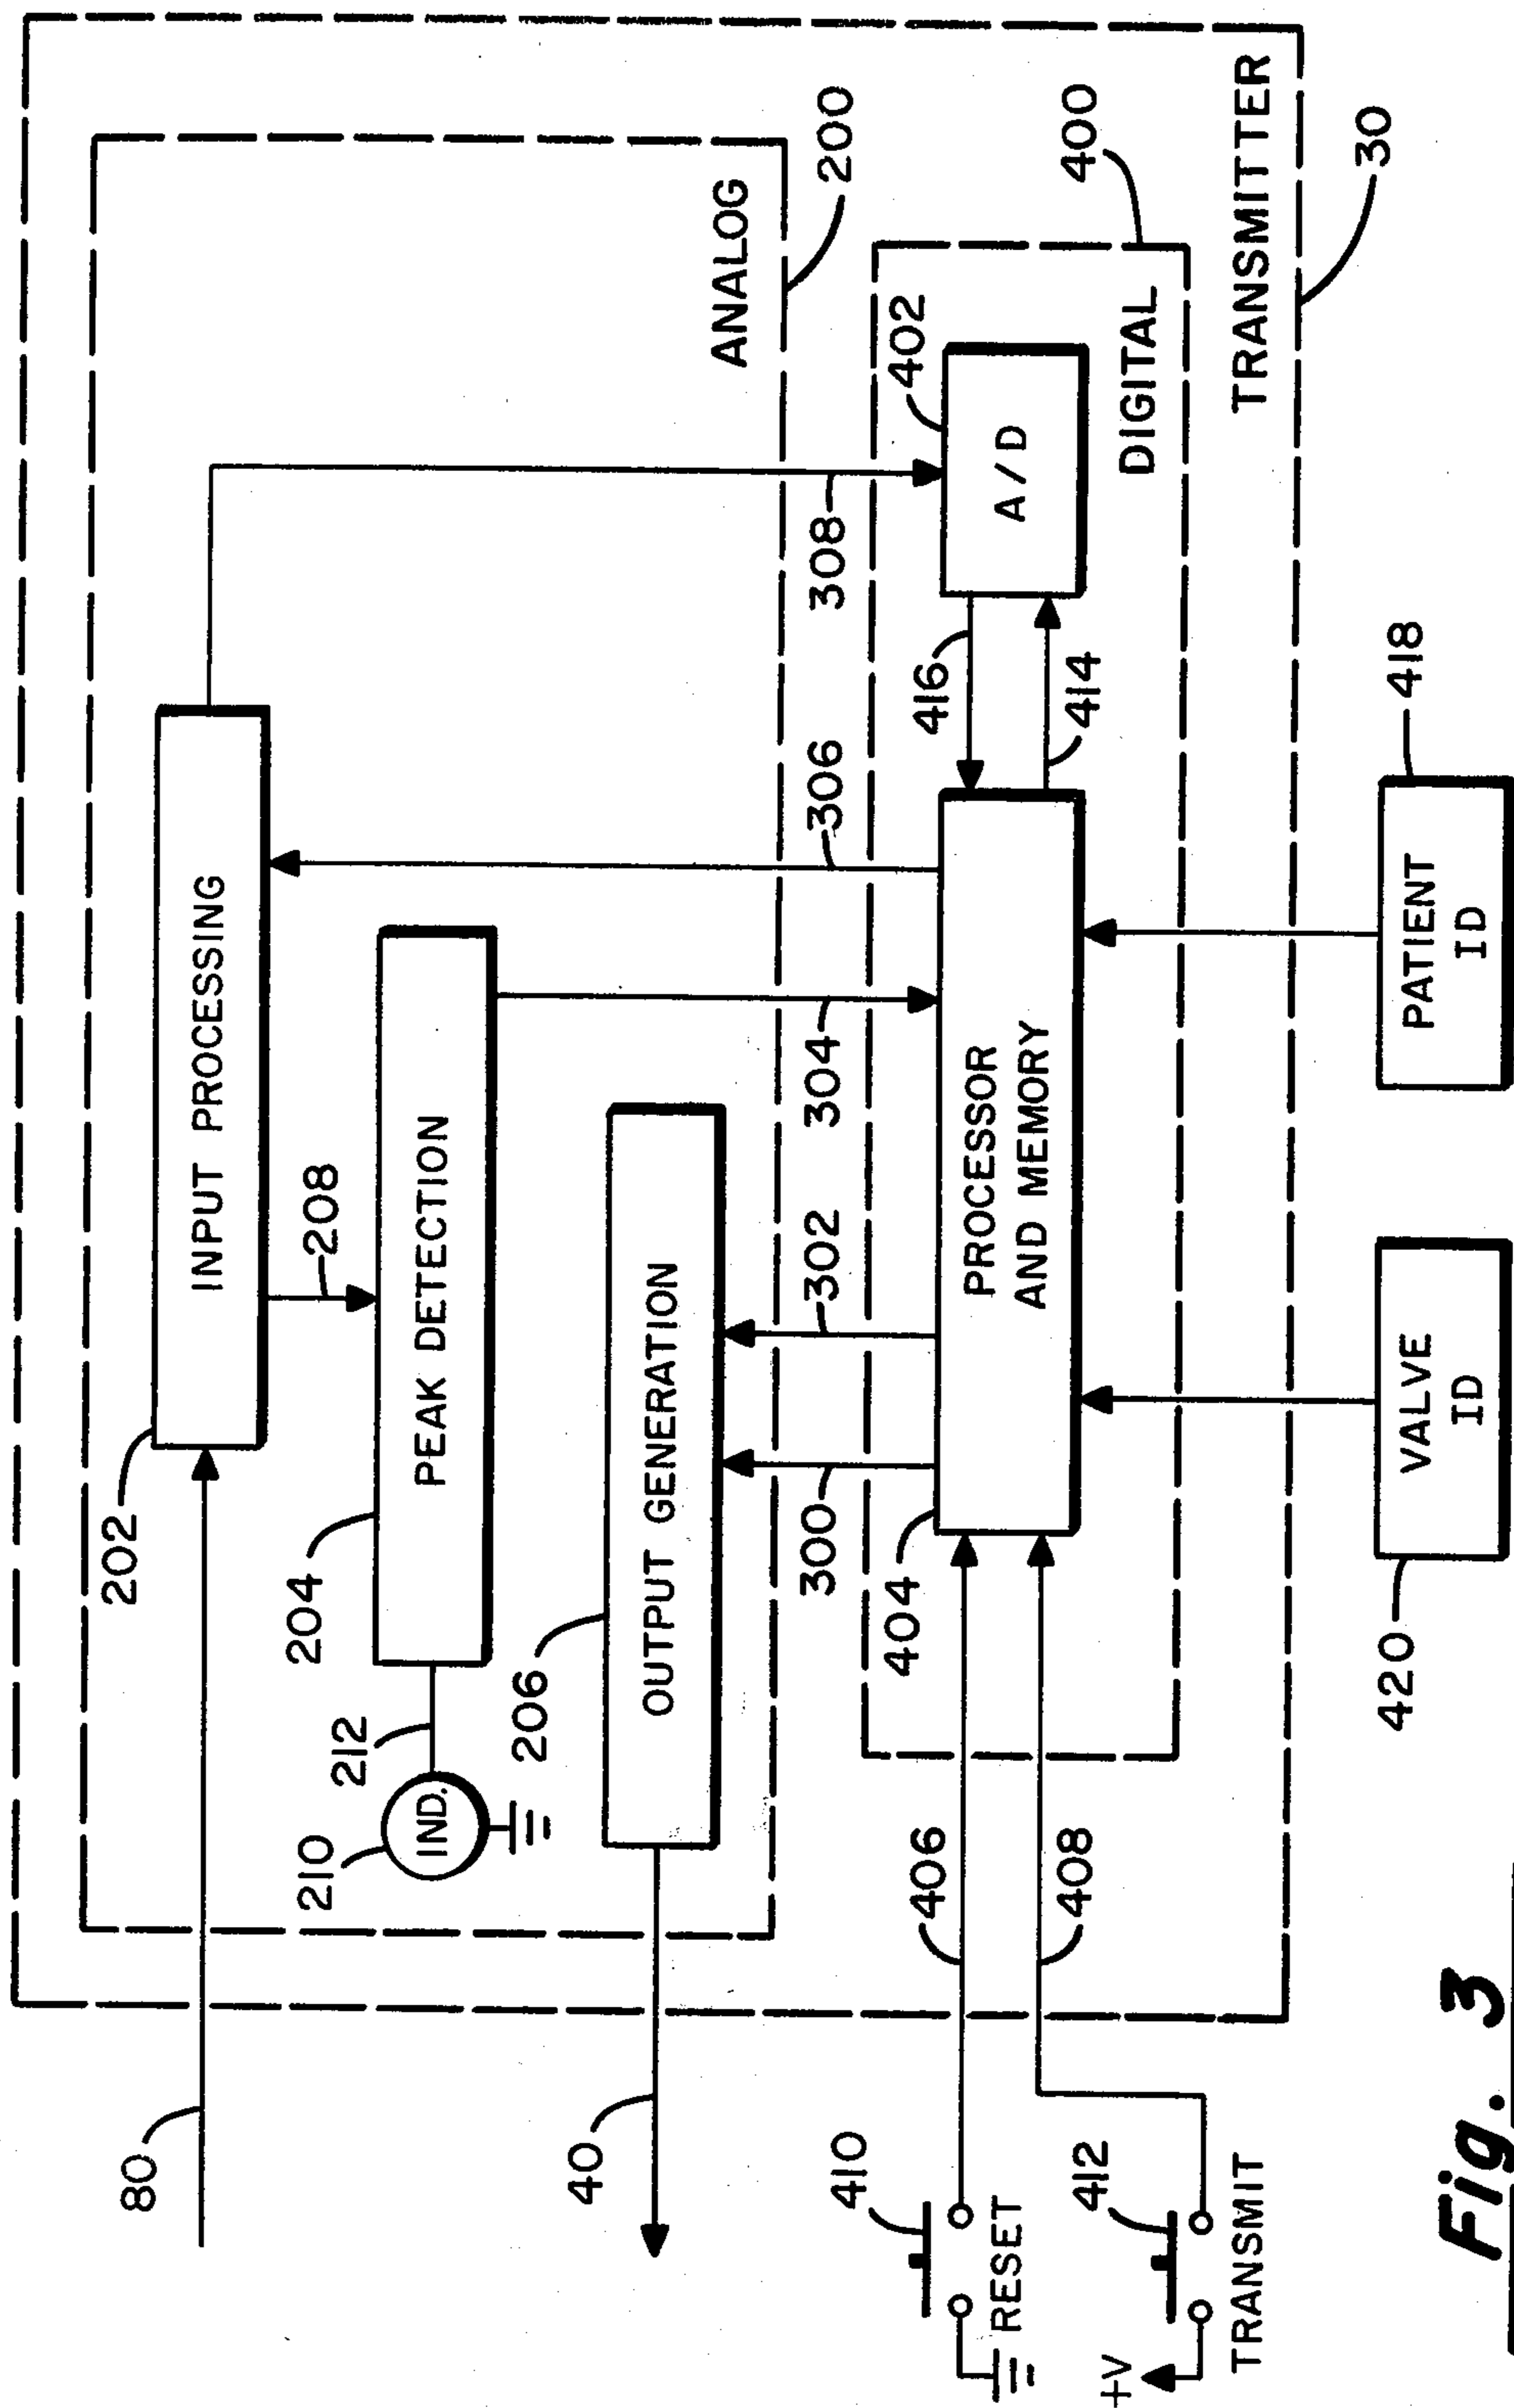 80
202
INPUT PROCESSING
208
204
PEAK DETECTION
210
IND.
212
206
OUTPUT GENERATION
40
ANALOG
200
300
302
304
306
308
404
PROCESSOR
AND MEMORY
416
414
402
A/D
400
DIGITAL
406
408
410
RESET
412
+V
TRANSMIT
TRANSMITTER
30
420
VALVE
ID
PATIENT
ID
418
Fig. 3